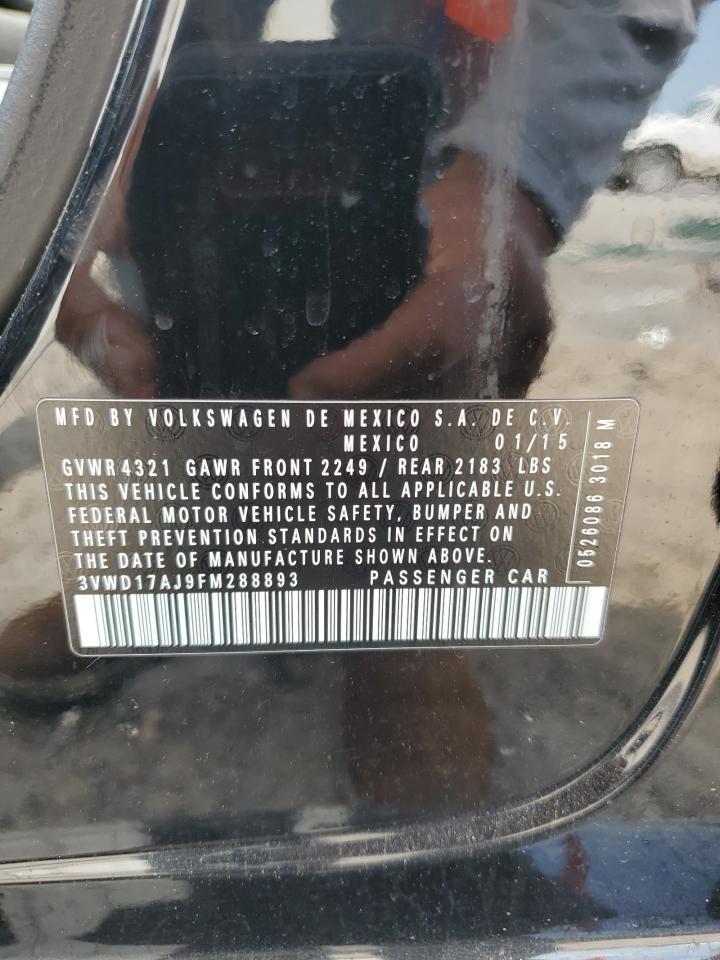 MFD BY VOLKSWAGEN DE MEXICO S.A. DE C.V.
MEXICO 01/15
GVWR 4321 GAWR FRONT 2249 / REAR 2183 LBS
THIS VEHICLE CONFORMS TO ALL APPLICABLE U.S.
FEDERAL MOTOR VEHICLE SAFETY, BUMPER AND
THEFT PREVENTION STANDARDS IN EFFECT ON
THE DATE OF MANUFACTURE SHOWN ABOVE.
3VWD17AJ9FM288893 PASSENGER CAR
0526086 3018 M